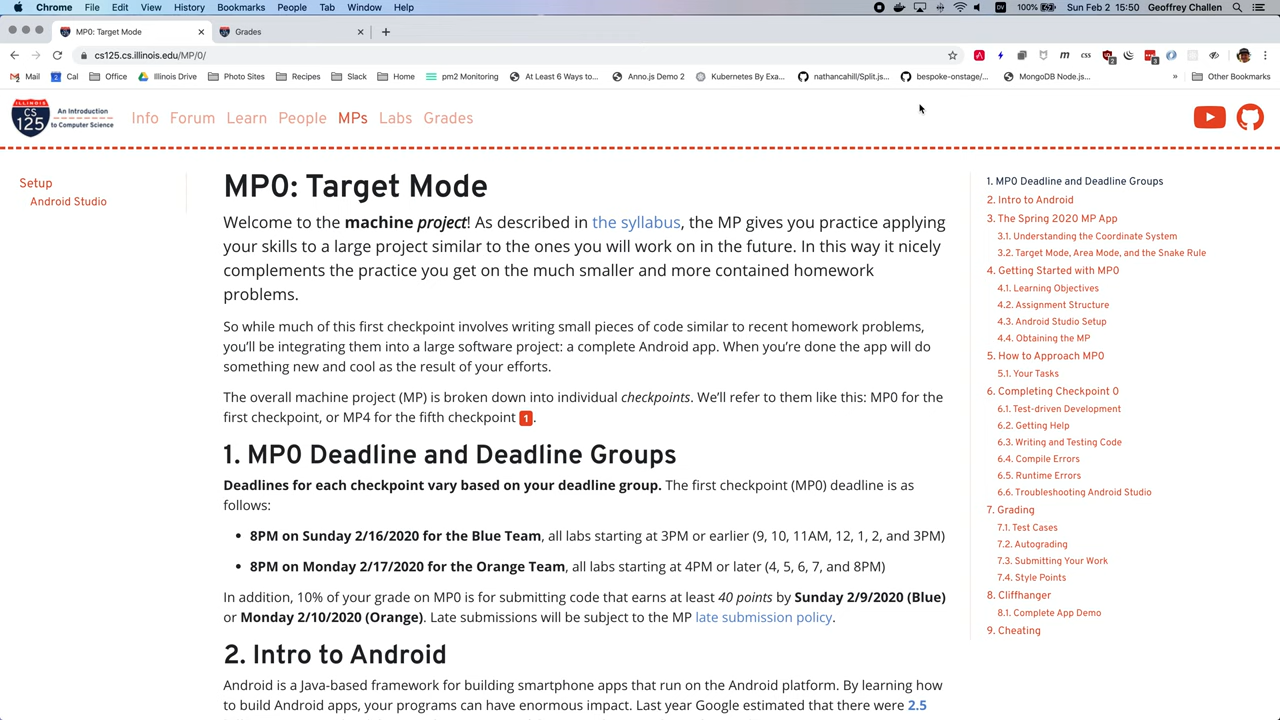 Chrome File Edit View History Bookmarks People Tab Window Help 100% Sun Feb 2 15:50 Geoffrey Challen
MP0: Target Mode Grades
cs125.cs.illinois.edu/MP/0/
Mail Cal Office Illinois Drive Photo Sites Recipes Slack Home pm2 Monitoring At Least 6 Ways to... Anno.js Demo 2 Kubernetes By Exa... nathancahill/Split.js... bespoke-onstage/... MongoDB Node.js... » Other Bookmarks
ILLINOIS CS 125 An Introduction to Computer Science Info Forum Learn People MPs Labs Grades
Setup
Android Studio
MP0: Target Mode
Welcome to the machine project! As described in the syllabus, the MP gives you practice applying
your skills to a large project similar to the ones you will work on in the future. In this way it nicely
complements the practice you get on the much smaller and more contained homework
problems.
So while much of this first checkpoint involves writing small pieces of code similar to recent homework problems,
you'll be integrating them into a large software project: a complete Android app. When you're done the app will do
something new and cool as the result of your efforts.
The overall machine project (MP) is broken down into individual checkpoints. We'll refer to them like this: MP0 for the
first checkpoint, or MP4 for the fifth checkpoint 1.
1. MP0 Deadline and Deadline Groups
Deadlines for each checkpoint vary based on your deadline group. The first checkpoint (MP0) deadline is as
follows:
• 8PM on Sunday 2/16/2020 for the Blue Team, all labs starting at 3PM or earlier (9, 10, 11AM, 12, 1, 2, and 3PM)
• 8PM on Monday 2/17/2020 for the Orange Team, all labs starting at 4PM or later (4, 5, 6, 7, and 8PM)
In addition, 10% of your grade on MP0 is for submitting code that earns at least 40 points by Sunday 2/9/2020 (Blue)
or Monday 2/10/2020 (Orange). Late submissions will be subject to the MP late submission policy.
2. Intro to Android
Android is a Java-based framework for building smartphone apps that run on the Android platform. By learning how
to build Android apps, your programs can have enormous impact. Last year Google estimated that there were 2.5
1. MP0 Deadline and Deadline Groups
2. Intro to Android
3. The Spring 2020 MP App
3.1. Understanding the Coordinate System
3.2. Target Mode, Area Mode, and the Snake Rule
4. Getting Started with MP0
4.1. Learning Objectives
4.2. Assignment Structure
4.3. Android Studio Setup
4.4. Obtaining the MP
5. How to Approach MP0
5.1. Your Tasks
6. Completing Checkpoint 0
6.1. Test-driven Development
6.2. Getting Help
6.3. Writing and Testing Code
6.4. Compile Errors
6.5. Runtime Errors
6.6. Troubleshooting Android Studio
7. Grading
7.1. Test Cases
7.2. Autograding
7.3. Submitting Your Work
7.4. Style Points
8. Cliffhanger
8.1. Complete App Demo
9. Cheating